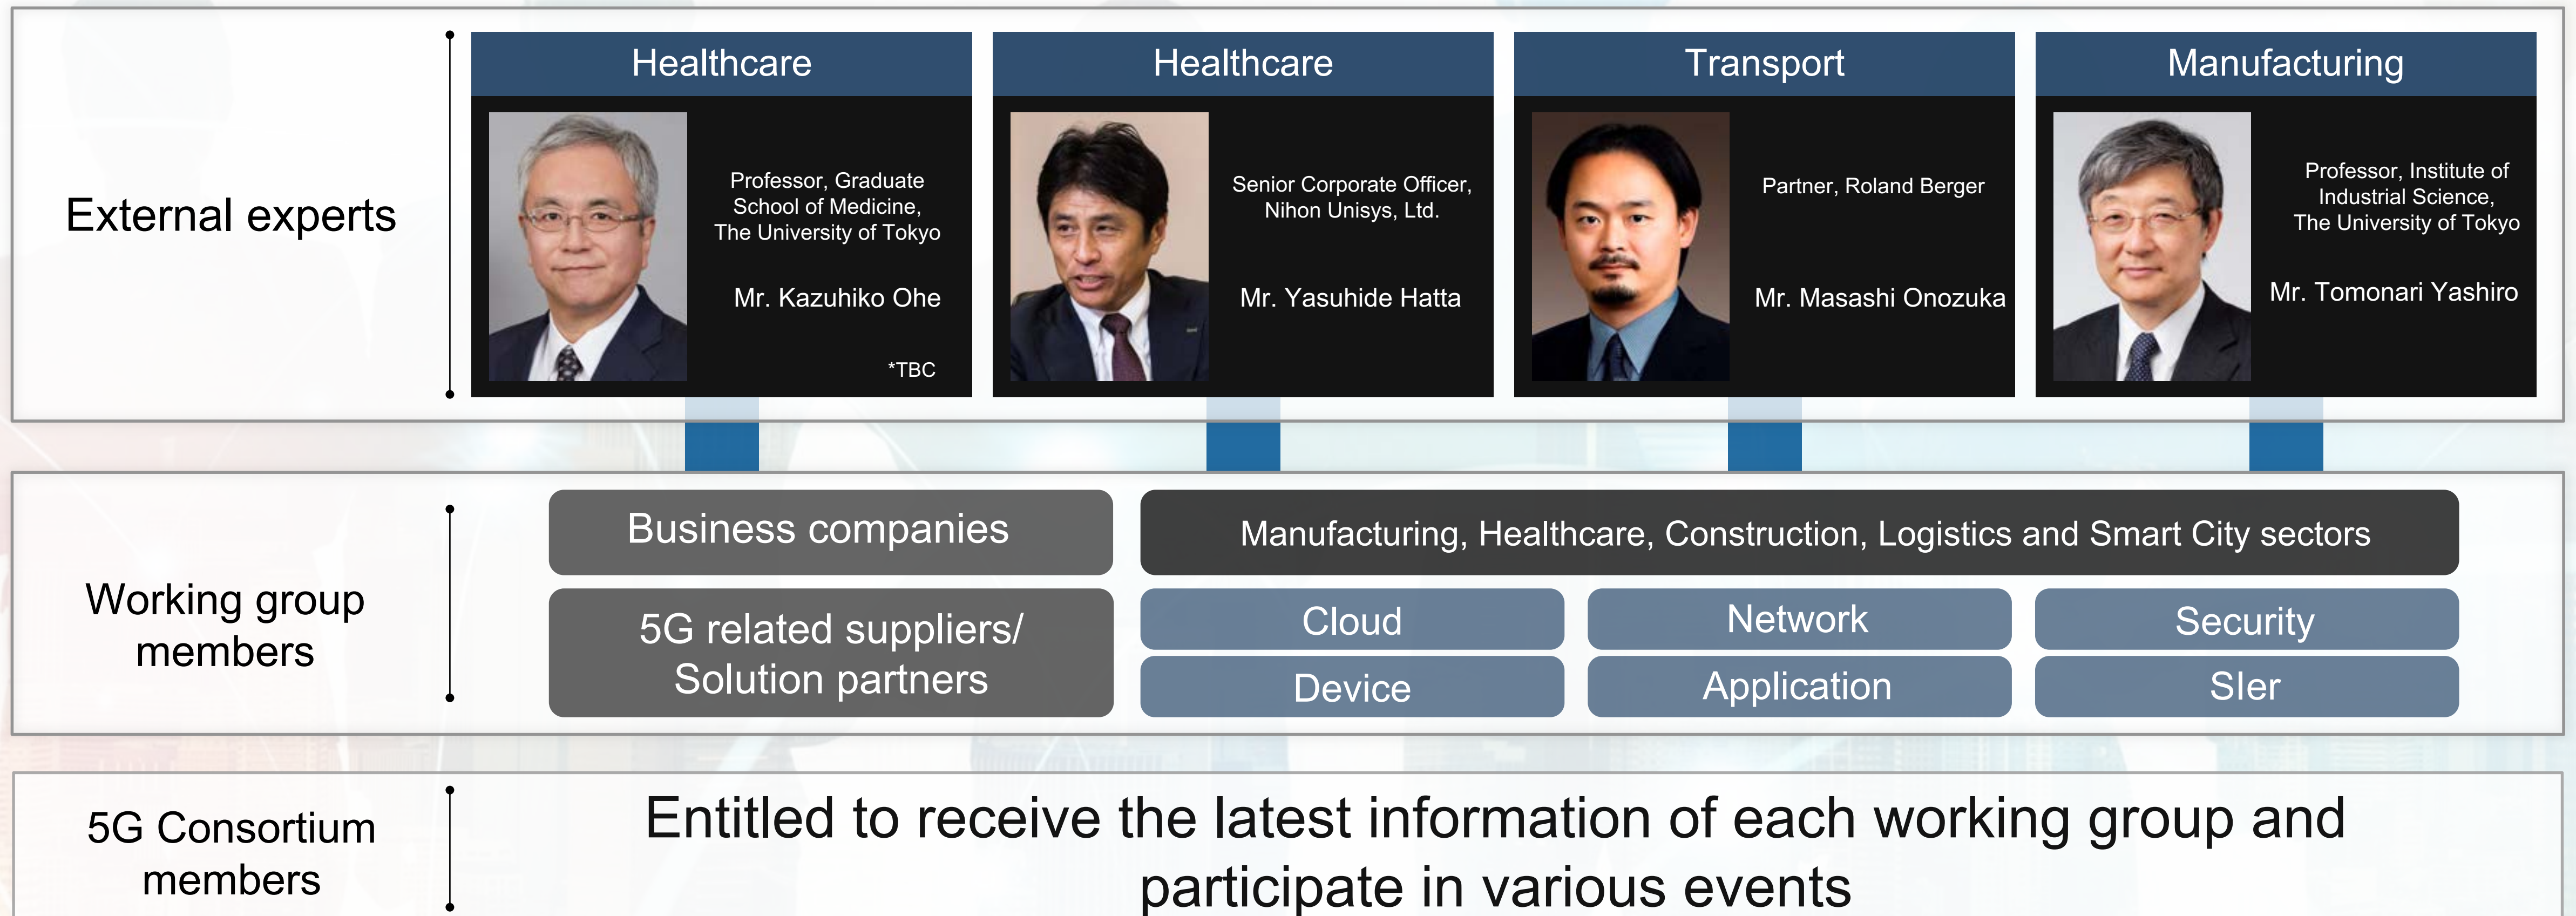 External experts
Healthcare
Professor, Graduate
School of Medicine,
The University of Tokyo
Mr. Kazuhiko Ohe
*TBC
Healthcare
Senior Corporate Officer,
Nihon Unisys, Ltd.
Mr. Yasuhide Hatta
Transport
Partner, Roland Berger
Mr. Masashi Onozuka
Manufacturing
Professor, Institute of
Industrial Science,
The University of Tokyo
Mr. Tomonari Yashiro
Working group
members
Business companies
Manufacturing, Healthcare, Construction, Logistics and Smart City sectors
5G related suppliers/
Solution partners
Cloud
Network
Security
Device
Application
SIer
5G Consortium
members
Entitled to receive the latest information of each working group and
participate in various events